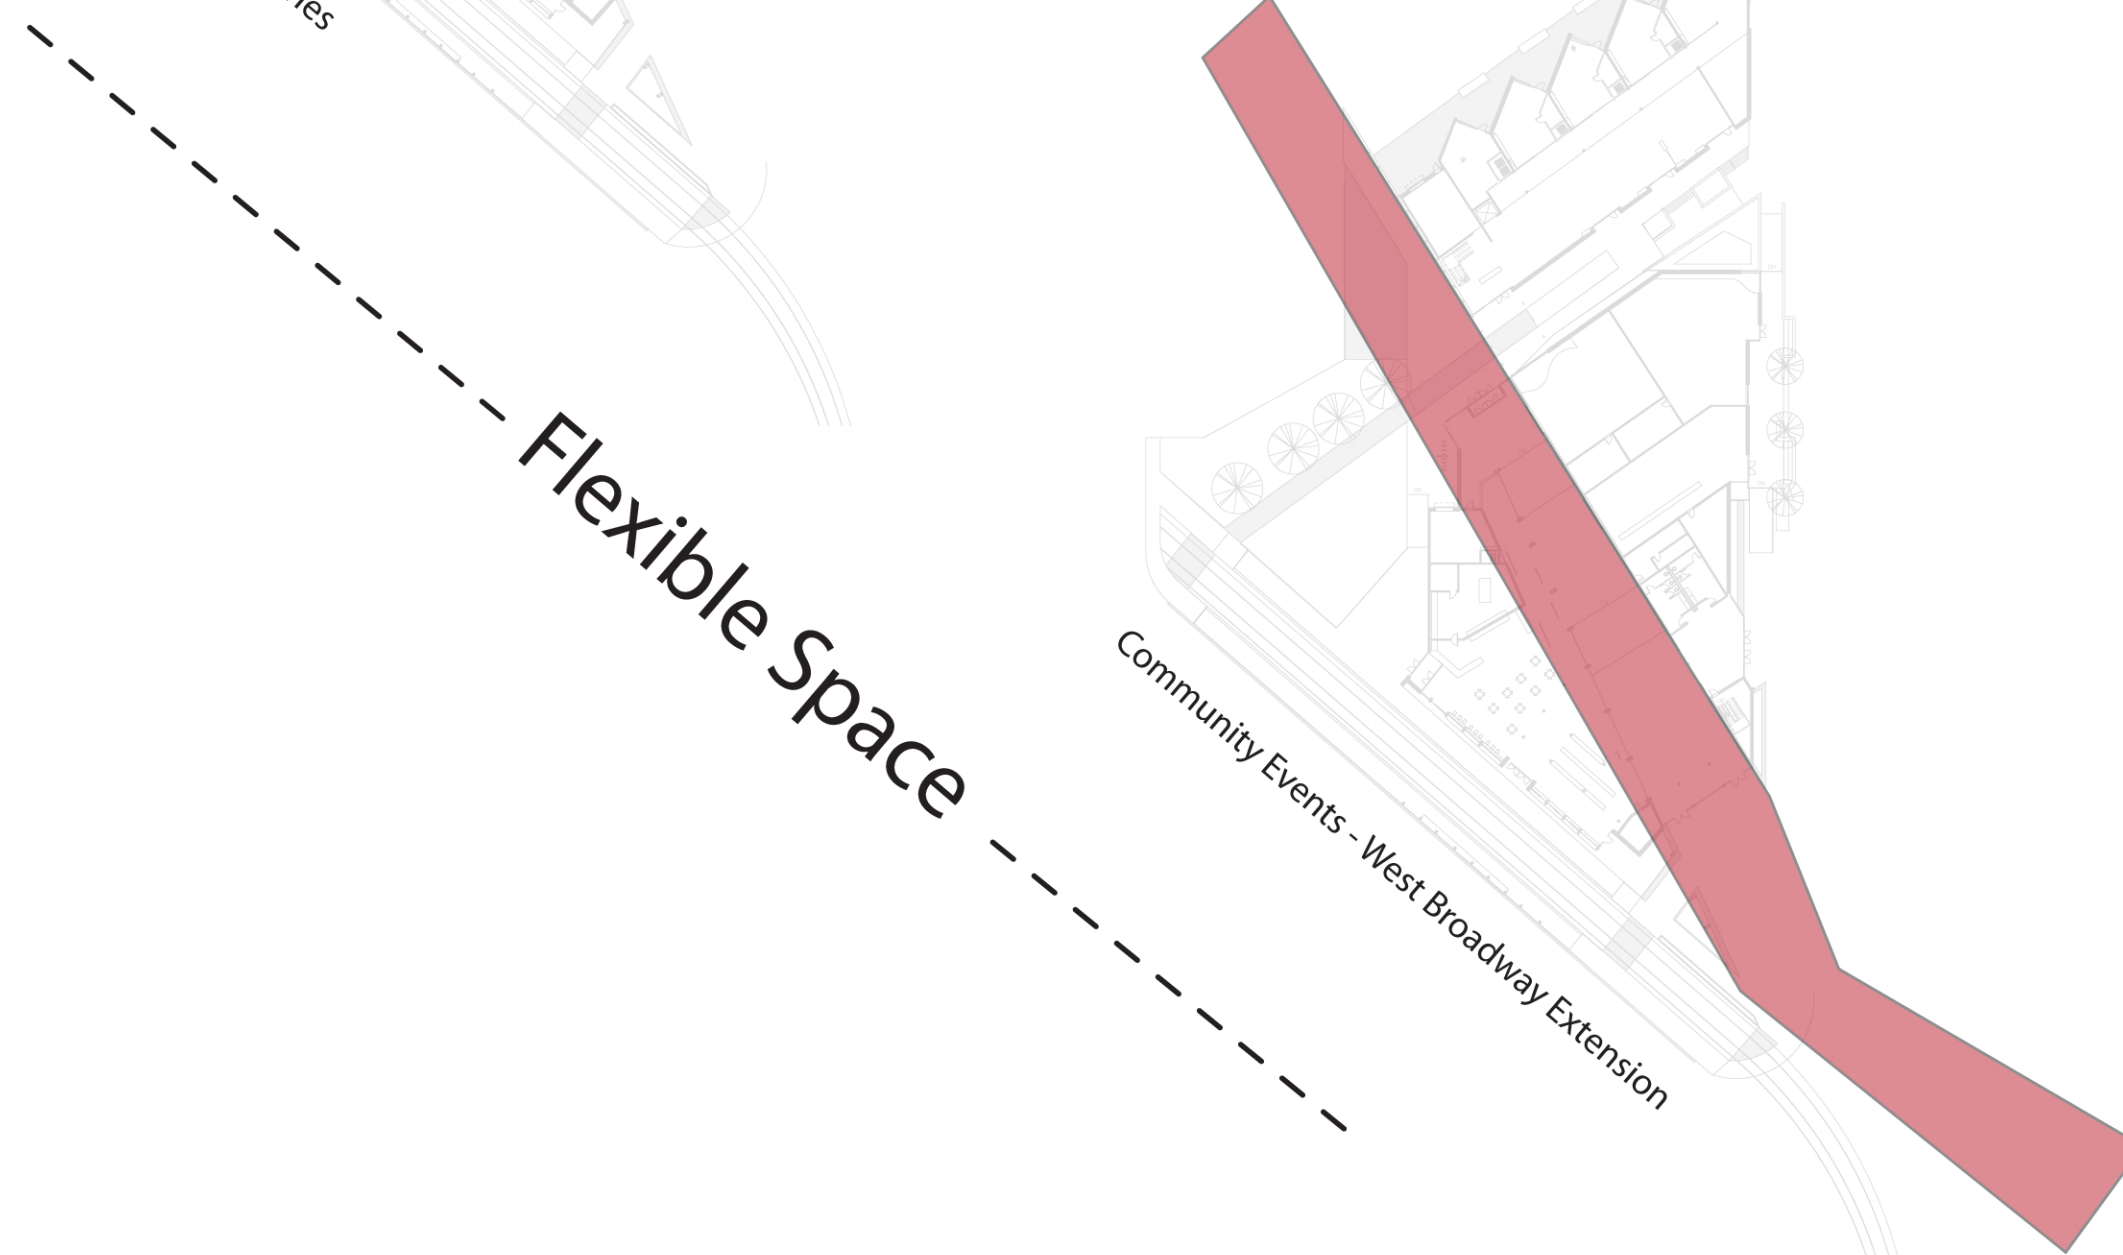 Flexible Space
Community Events - West Broadway Extension